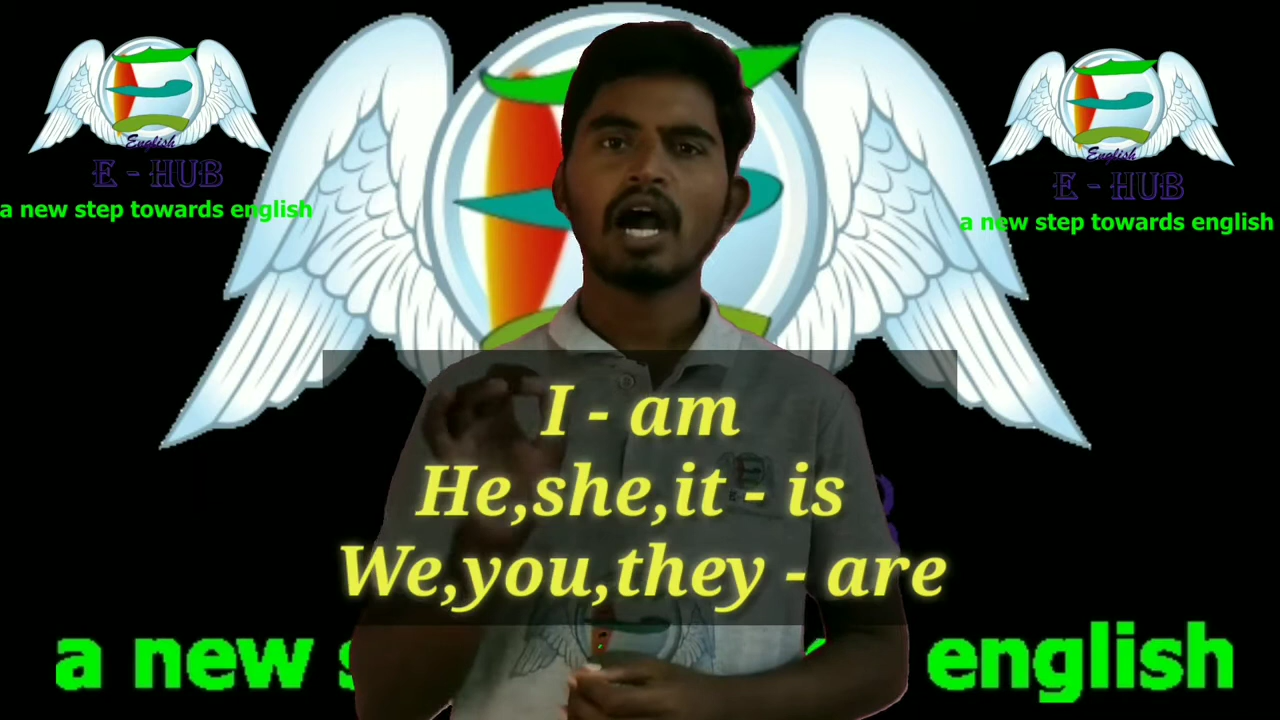 English
E - HUB
a new step towards english
English
E - HUB
a new step towards english
I - am
He,she,it - is
We,you,they - are
a new
english